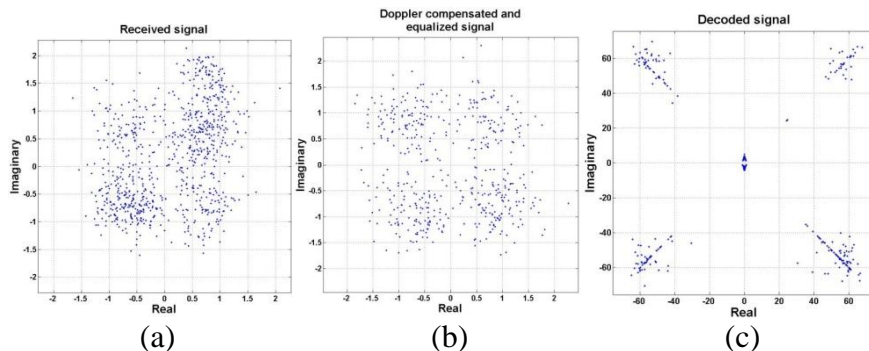 Received signal
2
1.5
1
0.5
0
-0.5
-1
-1.5
-2
Imaginary
-2 -1.5 -1 -0.5 0 0.5 1 1.5 2
Real
(a)
Doppler compensated and
equalized signal
2
1.5
1
0.5
0
-0.5
-1
-1.5
-2
Imaginary
-2 -1.5 -1 -0.5 0 0.5 1 1.5 2
Real
(b)
Decoded signal
60
40
20
0
-20
-40
-60
Imaginary
-60 -40 -20 0 20 40 60
Real
(c)